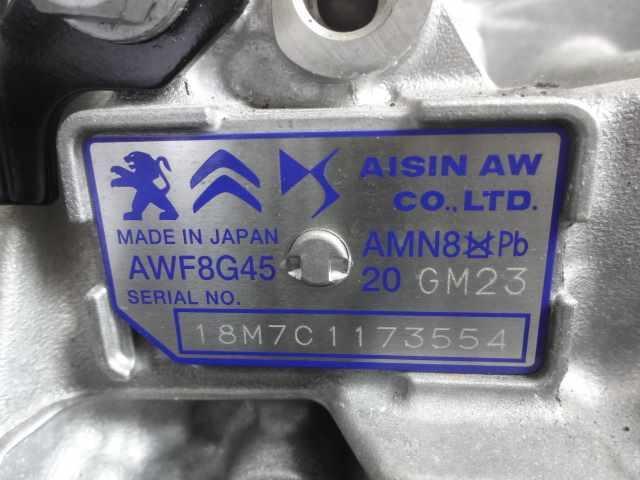 AISIN AW
CO.,LTD.
MADE IN JAPAN
AMN8 Pb
AWF8G45
20 GM23
SERIAL NO.
18M7C1173554